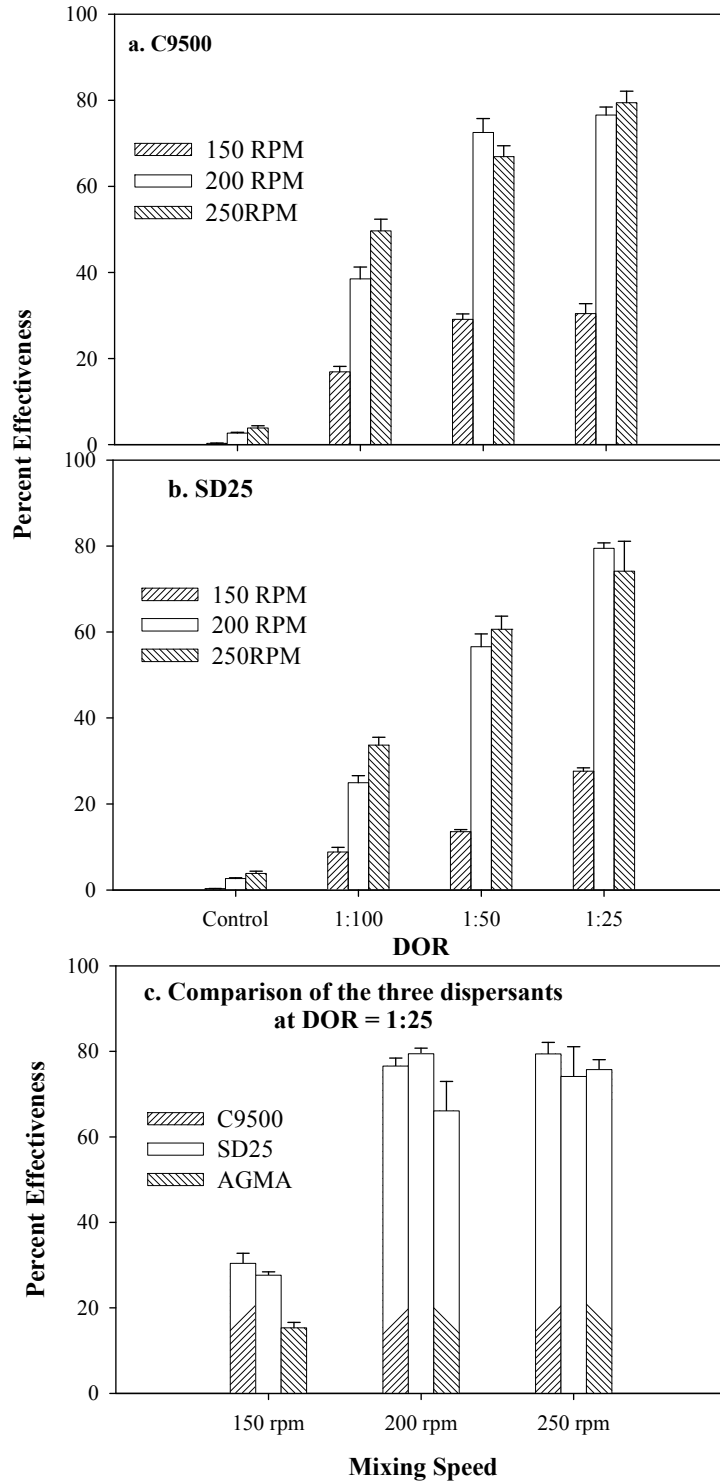 100
a. C9500
80
150 RPM
200 RPM
60
250RPM
40
20
0
Percent Effectiveness
100
b. SD25
80
150 RPM
200 RPM
60
250RPM
40
20
0
Control 1:100 1:50 1:25
DOR
100
c. Comparison of the three dispersants
at DOR = 1:25
80
C9500
SD25
60
AGMA
40
20
0
Percent Effectiveness
150 rpm 200 rpm 250 rpm
Mixing Speed